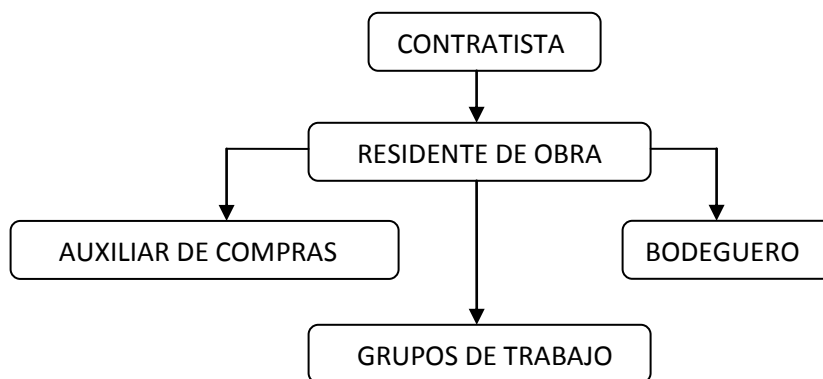 CONTRATISTA
RESIDENTE DE OBRA
AUXILIAR DE COMPRAS
BODEGUERO
GRUPOS DE TRABAJO